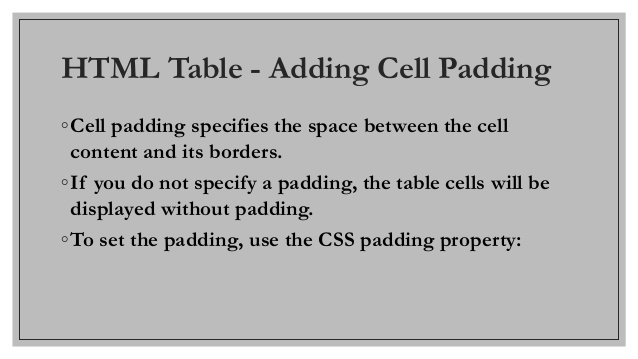 HTML Table - Adding Cell Padding
◦Cell padding specifies the space between the cell
content and its borders.
◦If you do not specify a padding, the table cells will be
displayed without padding.
◦To set the padding, use the CSS padding property: